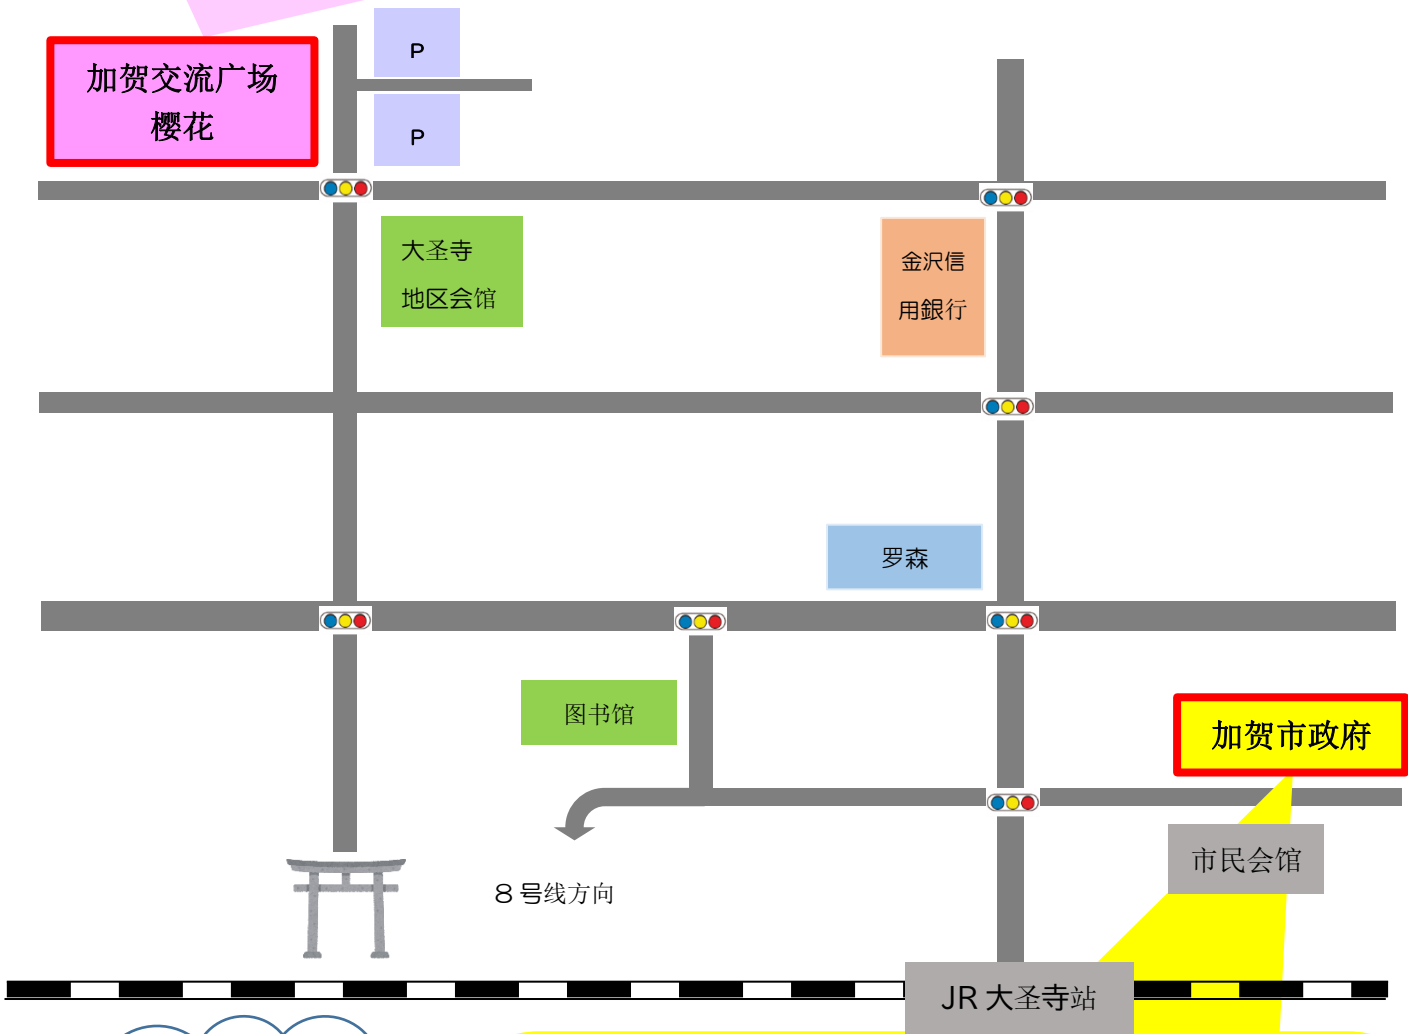 P
加贺交流广场
樱花
P
大圣寺
地区会馆
金沢信
用銀行
罗森
图书馆
加贺市政府
市民会馆
8号线方向
JR 大圣寺站